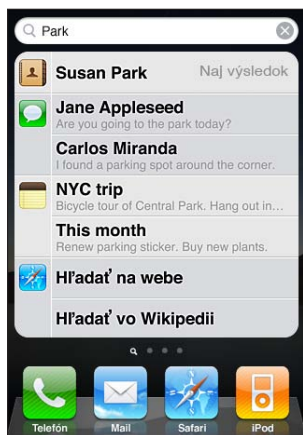 Park
Susan Park Naj výsledok
Jane Appleseed
Are you going to the park today?
Carlos Miranda
I found a parking spot around the corner.
NYC trip
Bicycle tour of Central Park. Hang out in...
This month
Renew parking sticker. Buy new plants.
Hľadať na webe
Hľadať vo Wikipedii
Telefón Mail Safari iPod